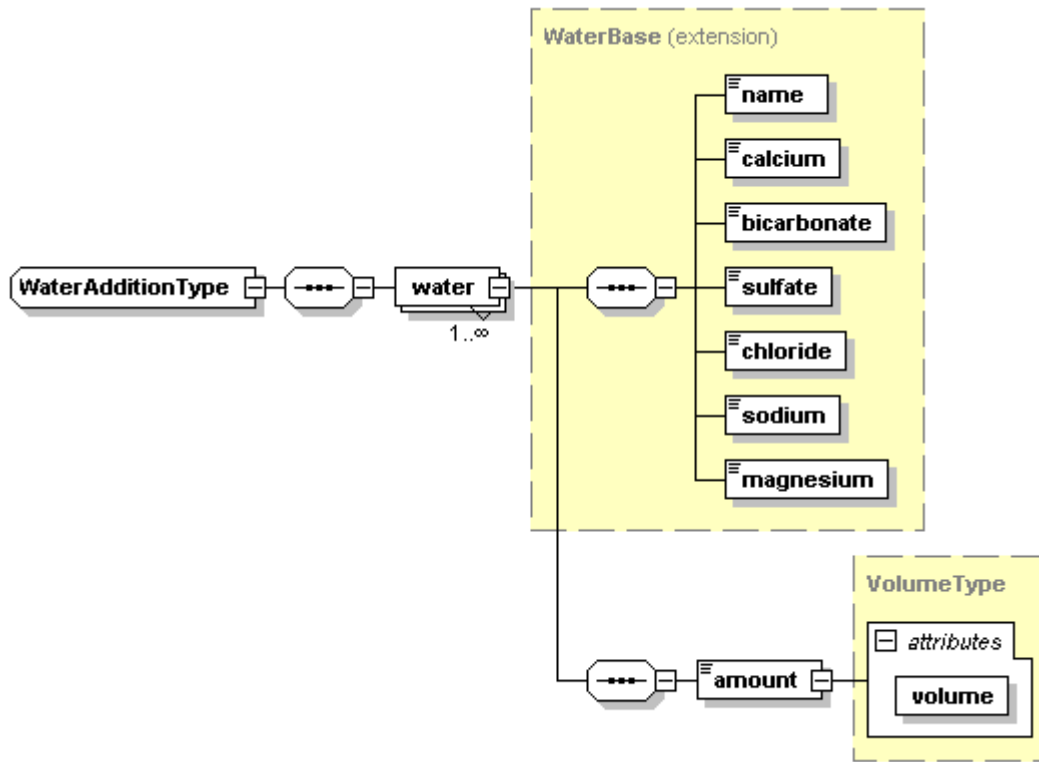 WaterBase (extension)
name
calcium
bicarbonate
WaterAdditionType
water
sulfate
1..∞
chloride
sodium
magnesium
VolumeType
attributes
amount
volume